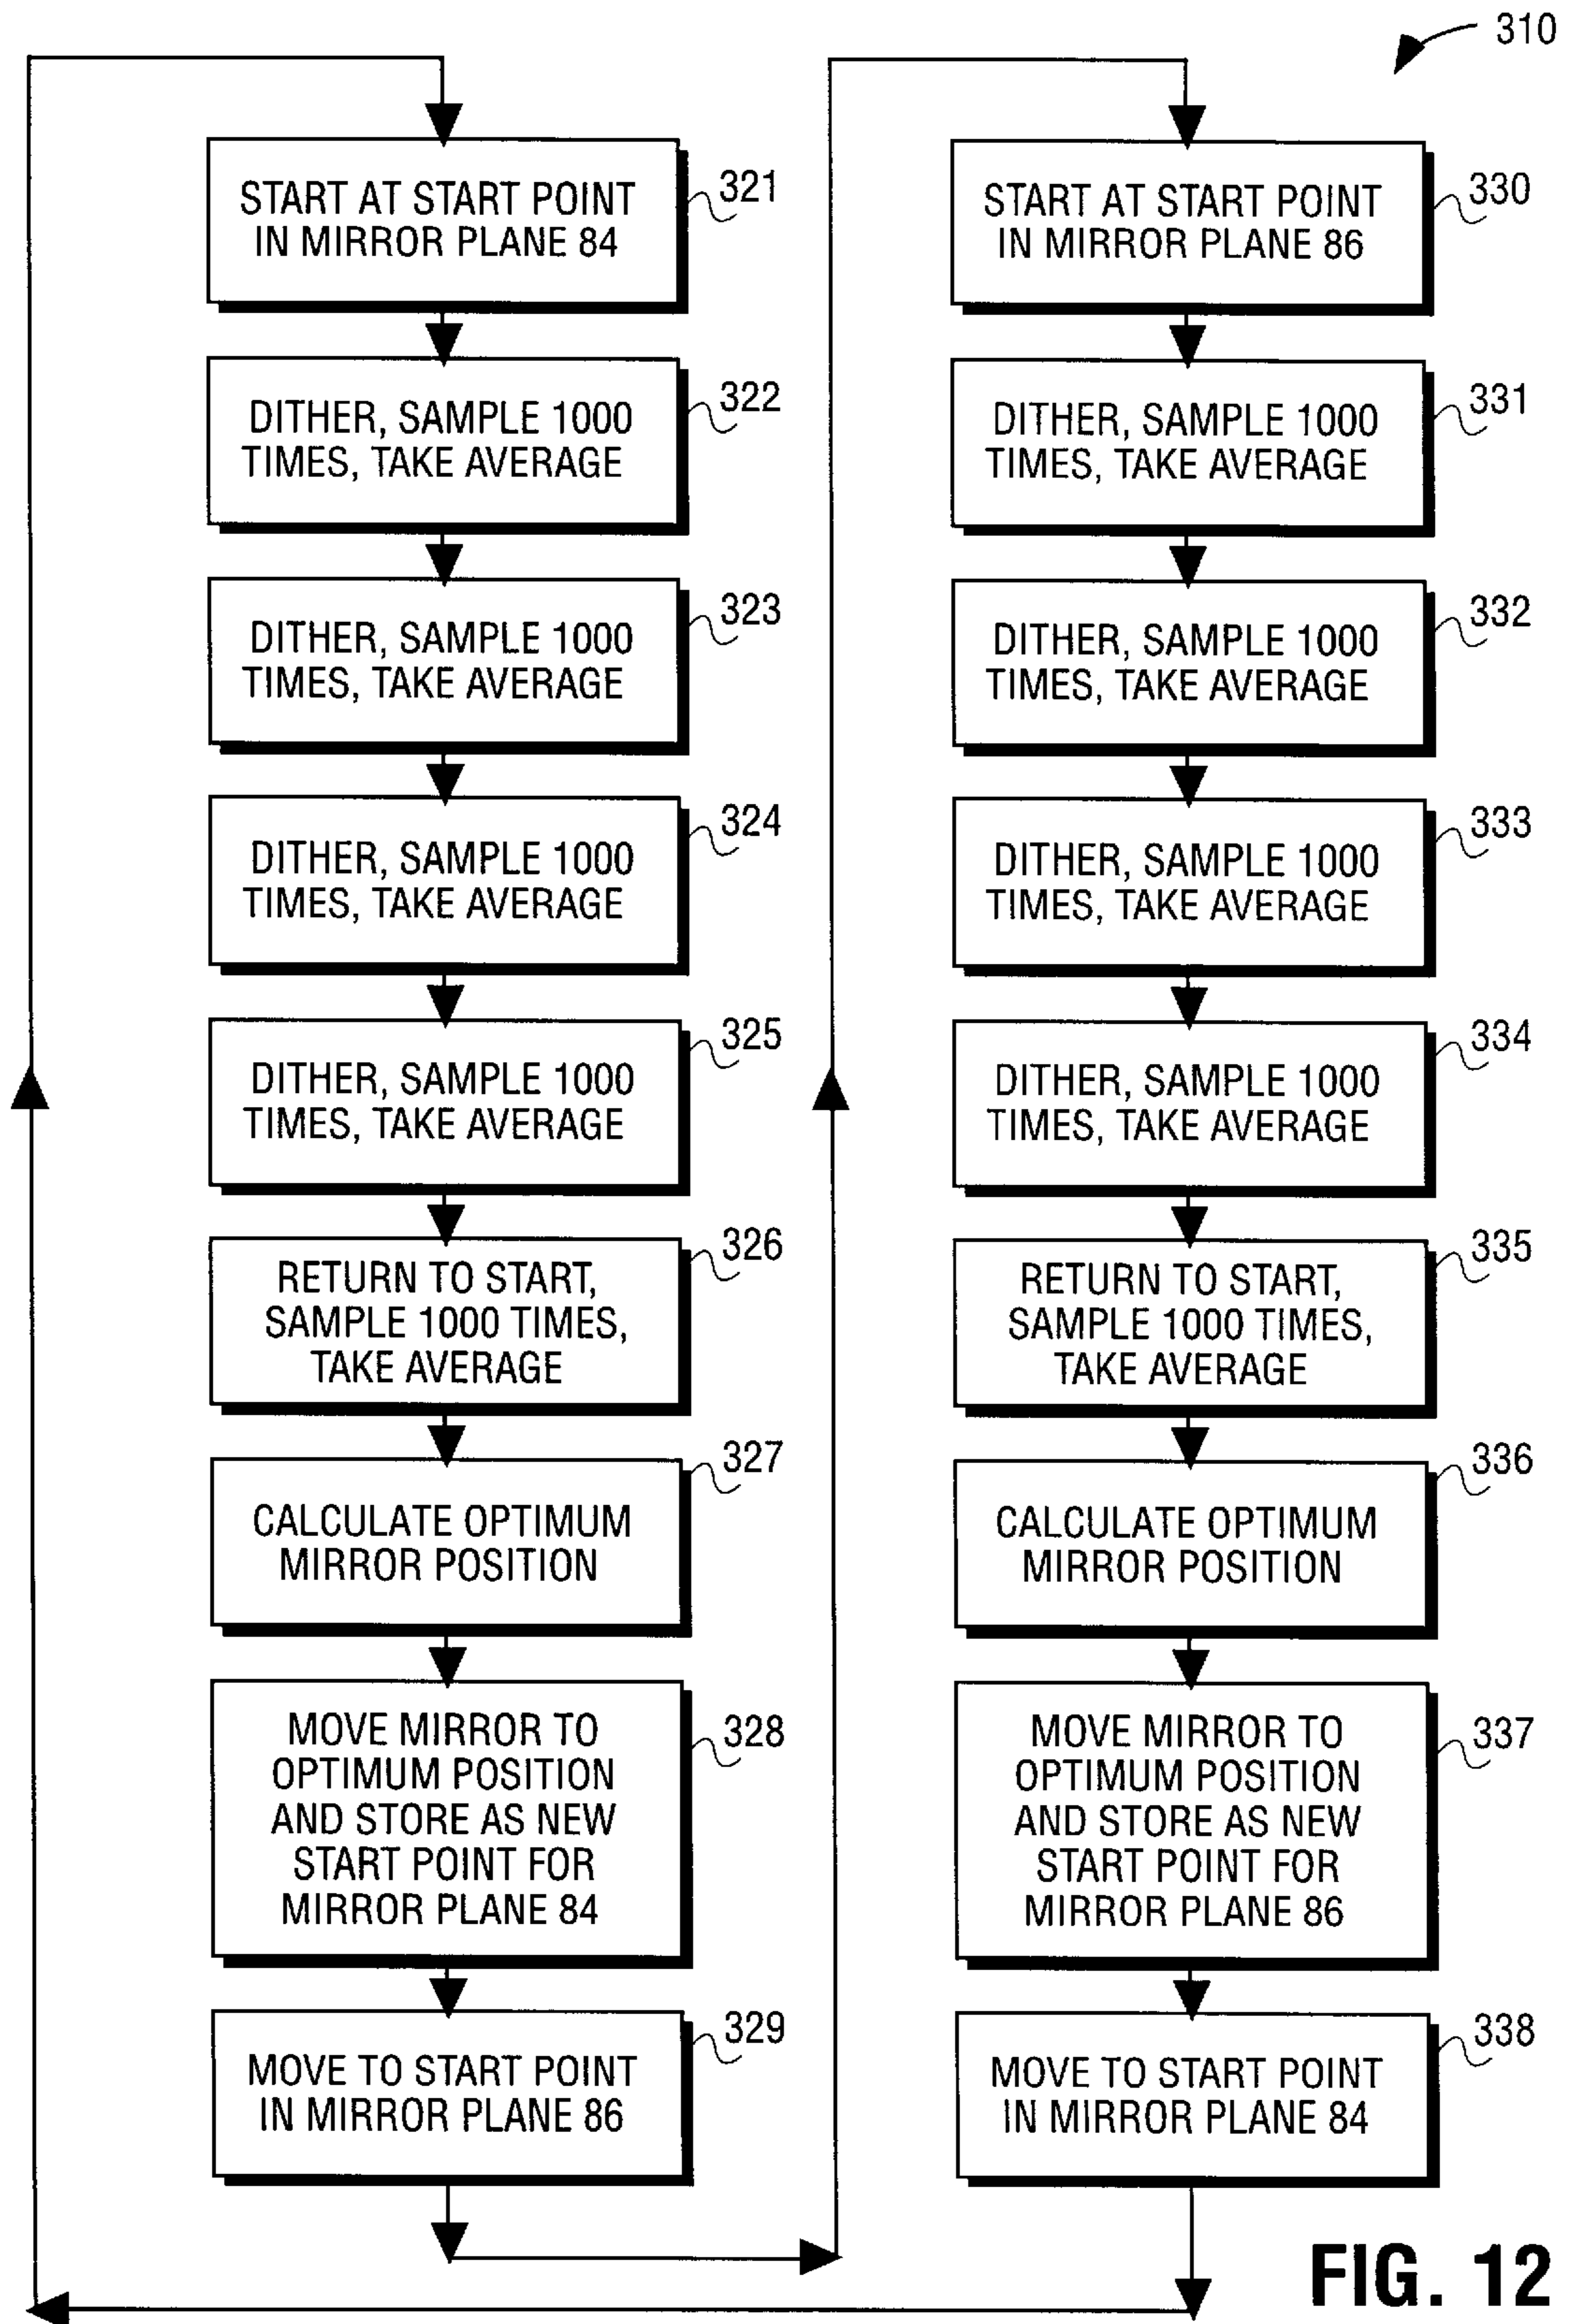 310
START AT START POINT
IN MIRROR PLANE 84
321
DITHER, SAMPLE 1000
TIMES, TAKE AVERAGE
322
DITHER, SAMPLE 1000
TIMES, TAKE AVERAGE
323
DITHER, SAMPLE 1000
TIMES, TAKE AVERAGE
324
DITHER, SAMPLE 1000
TIMES, TAKE AVERAGE
325
RETURN TO START,
SAMPLE 1000 TIMES,
TAKE AVERAGE
326
CALCULATE OPTIMUM
MIRROR POSITION
327
MOVE MIRROR TO
OPTIMUM POSITION
AND STORE AS NEW
START POINT FOR
MIRROR PLANE 84
328
MOVE TO START POINT
IN MIRROR PLANE 86
329
START AT START POINT
IN MIRROR PLANE 86
330
DITHER, SAMPLE 1000
TIMES, TAKE AVERAGE
331
DITHER, SAMPLE 1000
TIMES, TAKE AVERAGE
332
DITHER, SAMPLE 1000
TIMES, TAKE AVERAGE
333
DITHER, SAMPLE 1000
TIMES, TAKE AVERAGE
334
RETURN TO START,
SAMPLE 1000 TIMES,
TAKE AVERAGE
335
CALCULATE OPTIMUM
MIRROR POSITION
336
MOVE MIRROR TO
OPTIMUM POSITION
AND STORE AS NEW
START POINT FOR
MIRROR PLANE 86
337
MOVE TO START POINT
IN MIRROR PLANE 84
338
FIG. 12